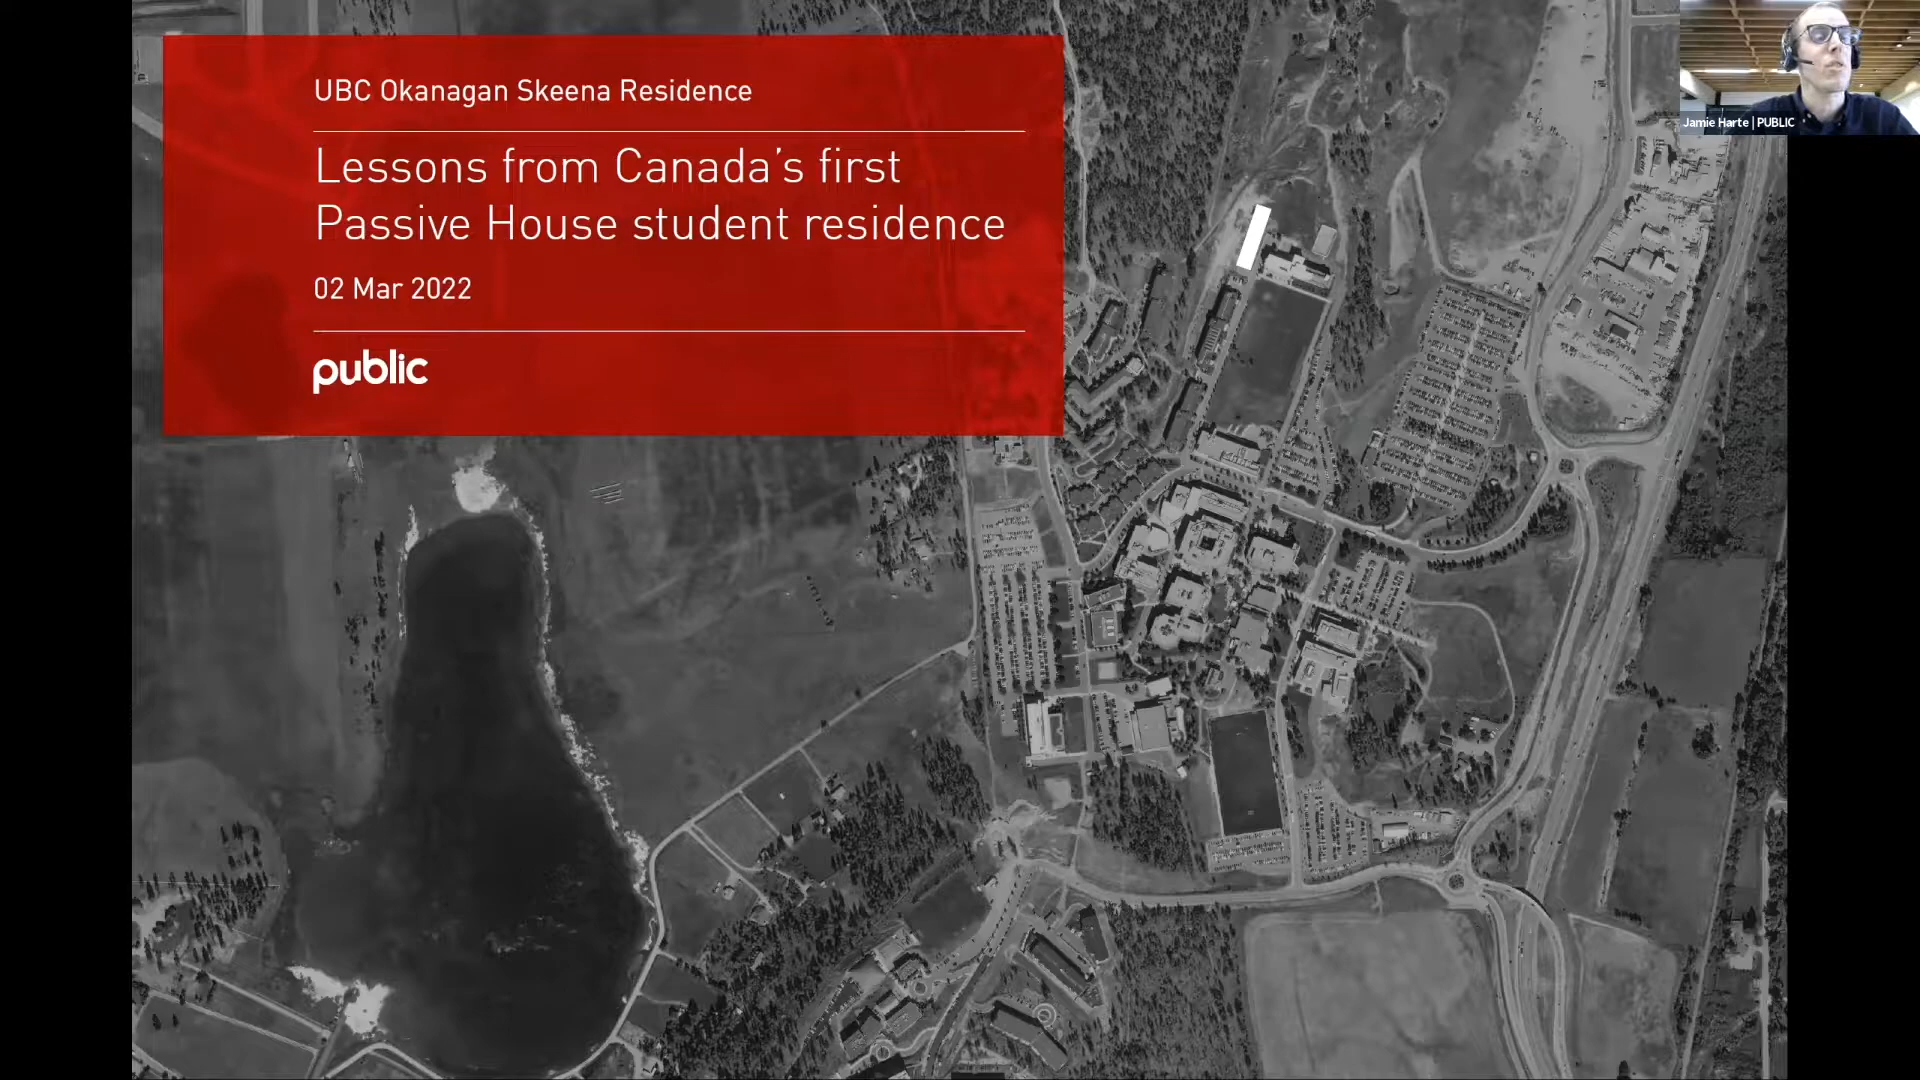 UBC Okanagan Skeena Residence
Lessons from Canada's first
Passive House student residence
02 Mar 2022
public
Jamie Harte | PUBLIC